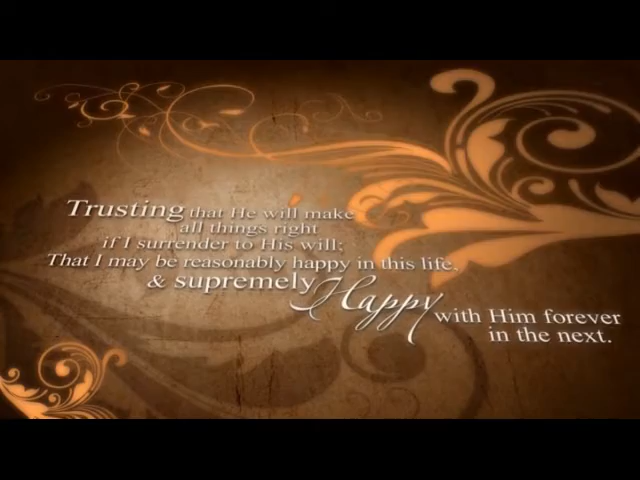 Trusting that He will make
all things right
if I surrender to His will;
That I may be reasonably happy in this life,
& supremely Happy with Him forever
in the next.